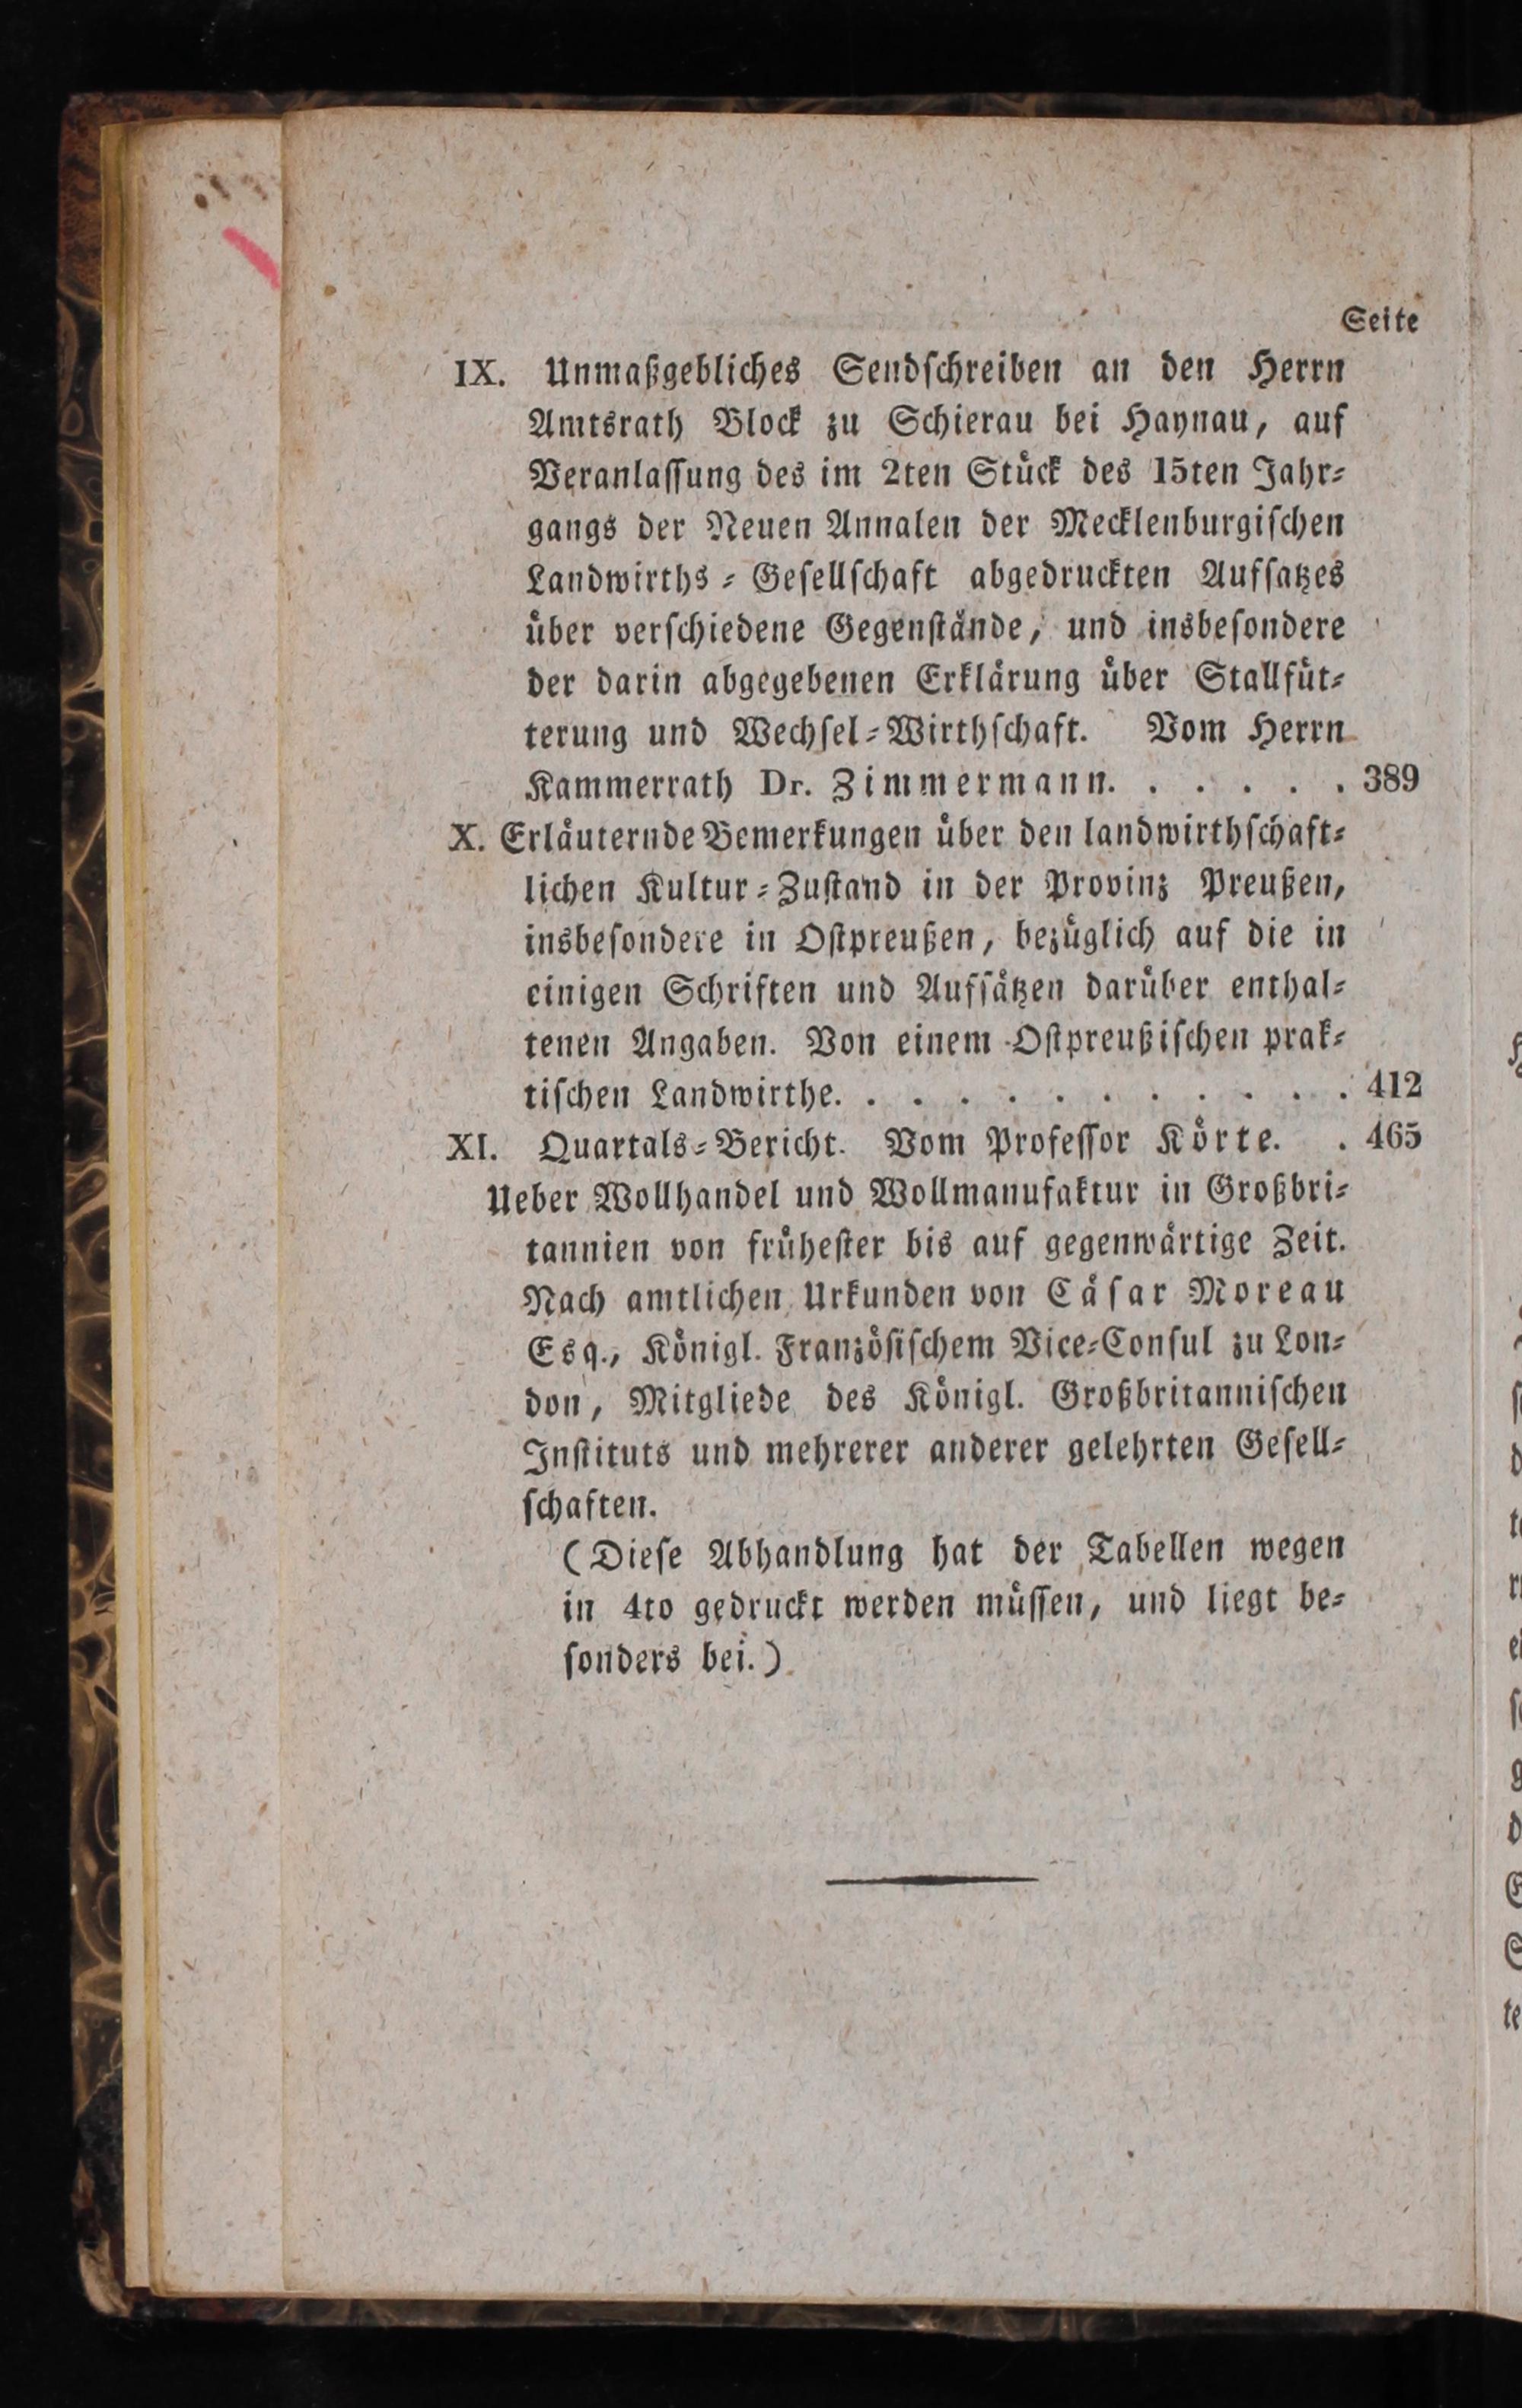 Seite
IX. Unmaßgebliches Sendſchreiben an den Herrn
Amtsrath Block zu Schierau bei Haynau, auf
Veranlaſſung des im 2ten Stück des 15ten Jahr⸗
gangs der Neuen Annalen der Mecklenburgiſchen
Landwirths⸗Geſellſchaft abgedruckten Aufſatzes
über verſchiedene Gegenſtände, und insbeſondere
der darin abgegebenen Erklärung über Stallfüt⸗
terung und Wechſel⸗Wirthſchaft. Vom Herrn
Kammerrath Dr. Zimmermann. . . . . . 389
X. Erläuternde Bemerkungen über den landwirthſchaft⸗
lichen Kultur⸗Zuſtand in der Provinz Preußen,
insbeſondere in Oſtpreußen, bezüglich auf die in
einigen Schriften und Aufſätzen darüber enthal⸗
tenen Angaben. Von einem Oſtpreußiſchen prak⸗
tiſchen Landwirthe. . . . . . . . . . . . 412
XI. Quartals⸗Bericht. Vom Profeſſor Körte. . 465
Ueber Wollhandel und Wollmanufaktur in Großbri⸗
tannien von früheſter bis auf gegenwärtige Zeit.
Nach amtlichen Urkunden von Cäſar Moreau
Esq., Königl. Franzöſiſchem Vice⸗Conſul zu Lon⸗
don, Mitgliede des Königl. Großbritanniſchen
Inſtituts und mehrerer anderer gelehrten Geſell⸗
ſchaften.
(Dieſe Abhandlung hat der Tabellen wegen
in 4to gedruckt werden müſſen, und liegt be⸗
ſonders bei.)